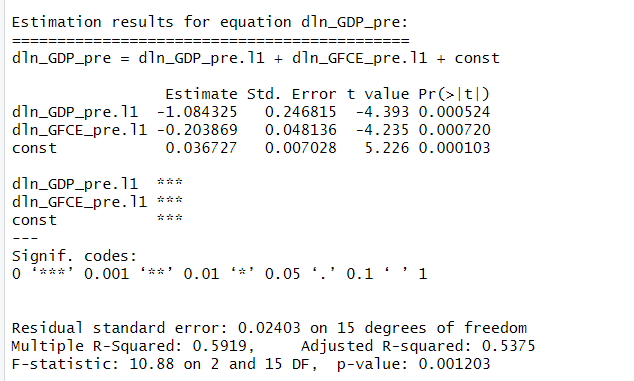 Estimation results for equation dln_GDP_pre:
============================================
dln_GDP_pre = dln_GDP_pre.l1 + dln_GFCE_pre.l1 + const
Estimate Std. Error t value Pr(>|t|)
dln_GDP_pre.l1 -1.084325 0.246815 -4.393 0.000524
dln_GFCE_pre.l1 -0.203869 0.048136 -4.235 0.000720
const 0.036727 0.007028 5.226 0.000103
dln_GDP_pre.l1 ***
dln_GFCE_pre.l1 ***
const ***
---
Signif. codes:
0 ‘***’ 0.001 ‘**’ 0.01 ‘*’ 0.05 ‘.’ 0.1 ‘ ’ 1
Residual standard error: 0.02403 on 15 degrees of freedom
Multiple R-Squared: 0.5919, Adjusted R-squared: 0.5375
F-statistic: 10.88 on 2 and 15 DF, p-value: 0.001203